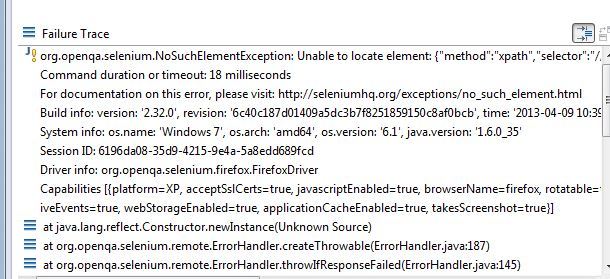 Failure Trace
org.openqa.selenium.NoSuchElementException: Unable to locate element: {"method":"xpath","selector":"//
Command duration or timeout: 18 milliseconds
For documentation on this error, please visit: http://seleniumhq.org/exceptions/no_such_element.html
Build info: version: '2.32.0', revision: '6c40c187d01409a5dc3b7f8251859150c8af0bcb', time: '2013-04-09 10:39
System info: os.name: 'Windows 7', os.arch: 'amd64', os.version: '6.1', java.version: '1.6.0_35'
Session ID: 6196da08-35d9-4215-9e4a-5a8edd689fcd
Driver info: org.openqa.selenium.firefox.FirefoxDriver
Capabilities [{platform=XP, acceptSslCerts=true, javascriptEnabled=true, browserName=firefox, rotatable=
iveEvents=true, webStorageEnabled=true, applicationCacheEnabled=true, takesScreenshot=true}]
at java.lang.reflect.Constructor.newInstance(Unknown Source)
at org.openqa.selenium.remote.ErrorHandler.createThrowable(ErrorHandler.java:187)
at org.openqa.selenium.remote.ErrorHandler.throwIfResponseFailed(ErrorHandler.java:145)